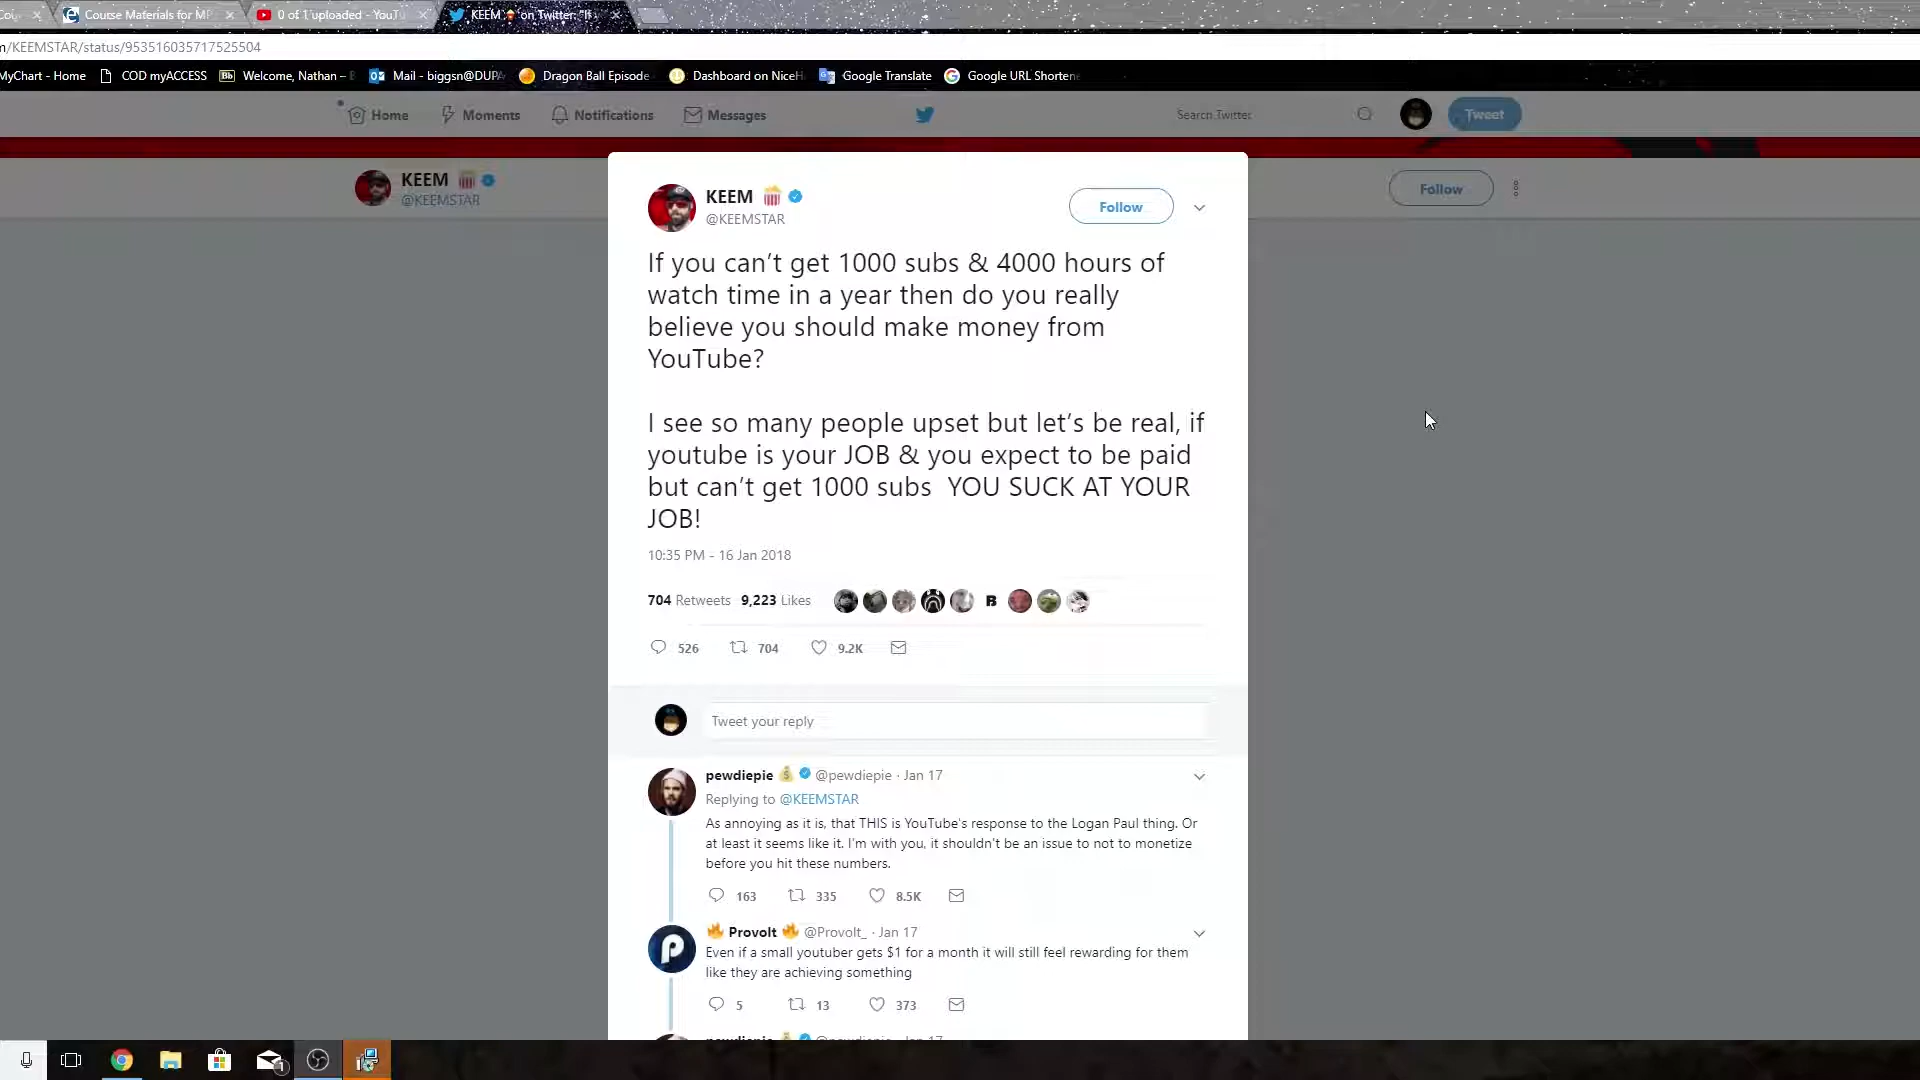 Course Materials for MP
0 of 1 uploaded - YouTu
KEEM on Twitter: "If
/KEEMSTAR/status/953516035717525504
MyChart - Home
COD myACCESS
Bb Welcome, Nathan –
Mail - biggsn@DUPA
Dragon Ball Episode
Dashboard on NiceH
Google Translate
Google URL Shortene
Home
Moments
Notifications
Messages
Search Twitter
Tweet
KEEM
@KEEMSTAR
Follow
KEEM
@KEEMSTAR
Follow
If you can’t get 1000 subs & 4000 hours of
watch time in a year then do you really
believe you should make money from
YouTube?
I see so many people upset but let’s be real, if
youtube is your JOB & you expect to be paid
but can’t get 1000 subs YOU SUCK AT YOUR
JOB!
10:35 PM - 16 Jan 2018
704 Retweets 9,223 Likes
B
526 704 9.2K
Tweet your reply
pewdiepie @pewdiepie · Jan 17
Replying to @KEEMSTAR
As annoying as it is, that THIS is YouTube's response to the Logan Paul thing. Or
at least it seems like it. I'm with you, it shouldn't be an issue to not to monetize
before you hit these numbers.
163 335 8.5K
Provolt @Provolt_ · Jan 17
Even if a small youtuber gets $1 for a month it will still feel rewarding for them
like they are achieving something
5 13 373
pewdiepie @pewdiepie · Jan 17